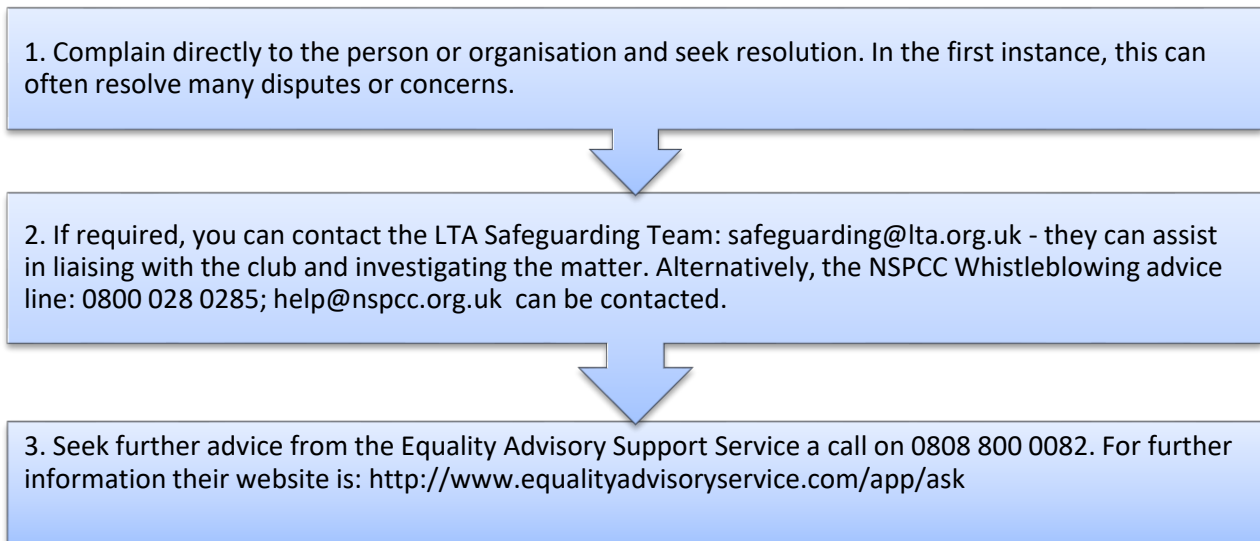 1. Complain directly to the person or organisation and seek resolution. In the first instance, this can
often resolve many disputes or concerns.
2. If required, you can contact the LTA Safeguarding Team: safeguarding@lta.org.uk - they can assist
in liaising with the club and investigating the matter. Alternatively, the NSPCC Whistleblowing advice
line: 0800 028 0285; help@nspcc.org.uk  can be contacted.
3. Seek further advice from the Equality Advisory Support Service a call on 0808 800 0082. For further
information their website is: http://www.equalityadvisoryservice.com/app/ask